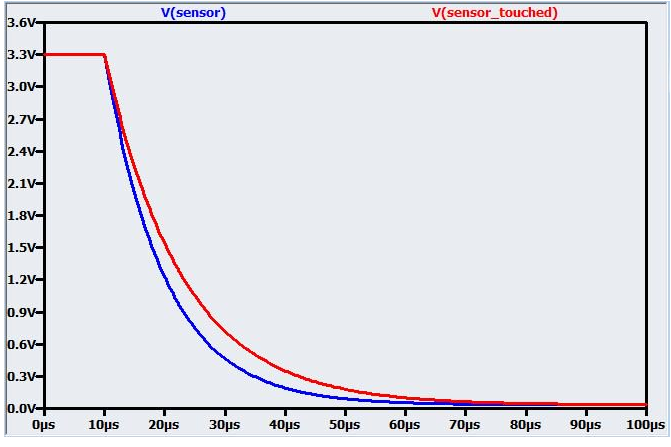 V(sensor) V(sensor_touched)
3.6V
3.3V
3.0V
2.7V
2.4V
2.1V
1.8V
1.5V
1.2V
0.9V
0.6V
0.3V
0.0V
0µs 10µs 20µs 30µs 40µs 50µs 60µs 70µs 80µs 90µs 100µs